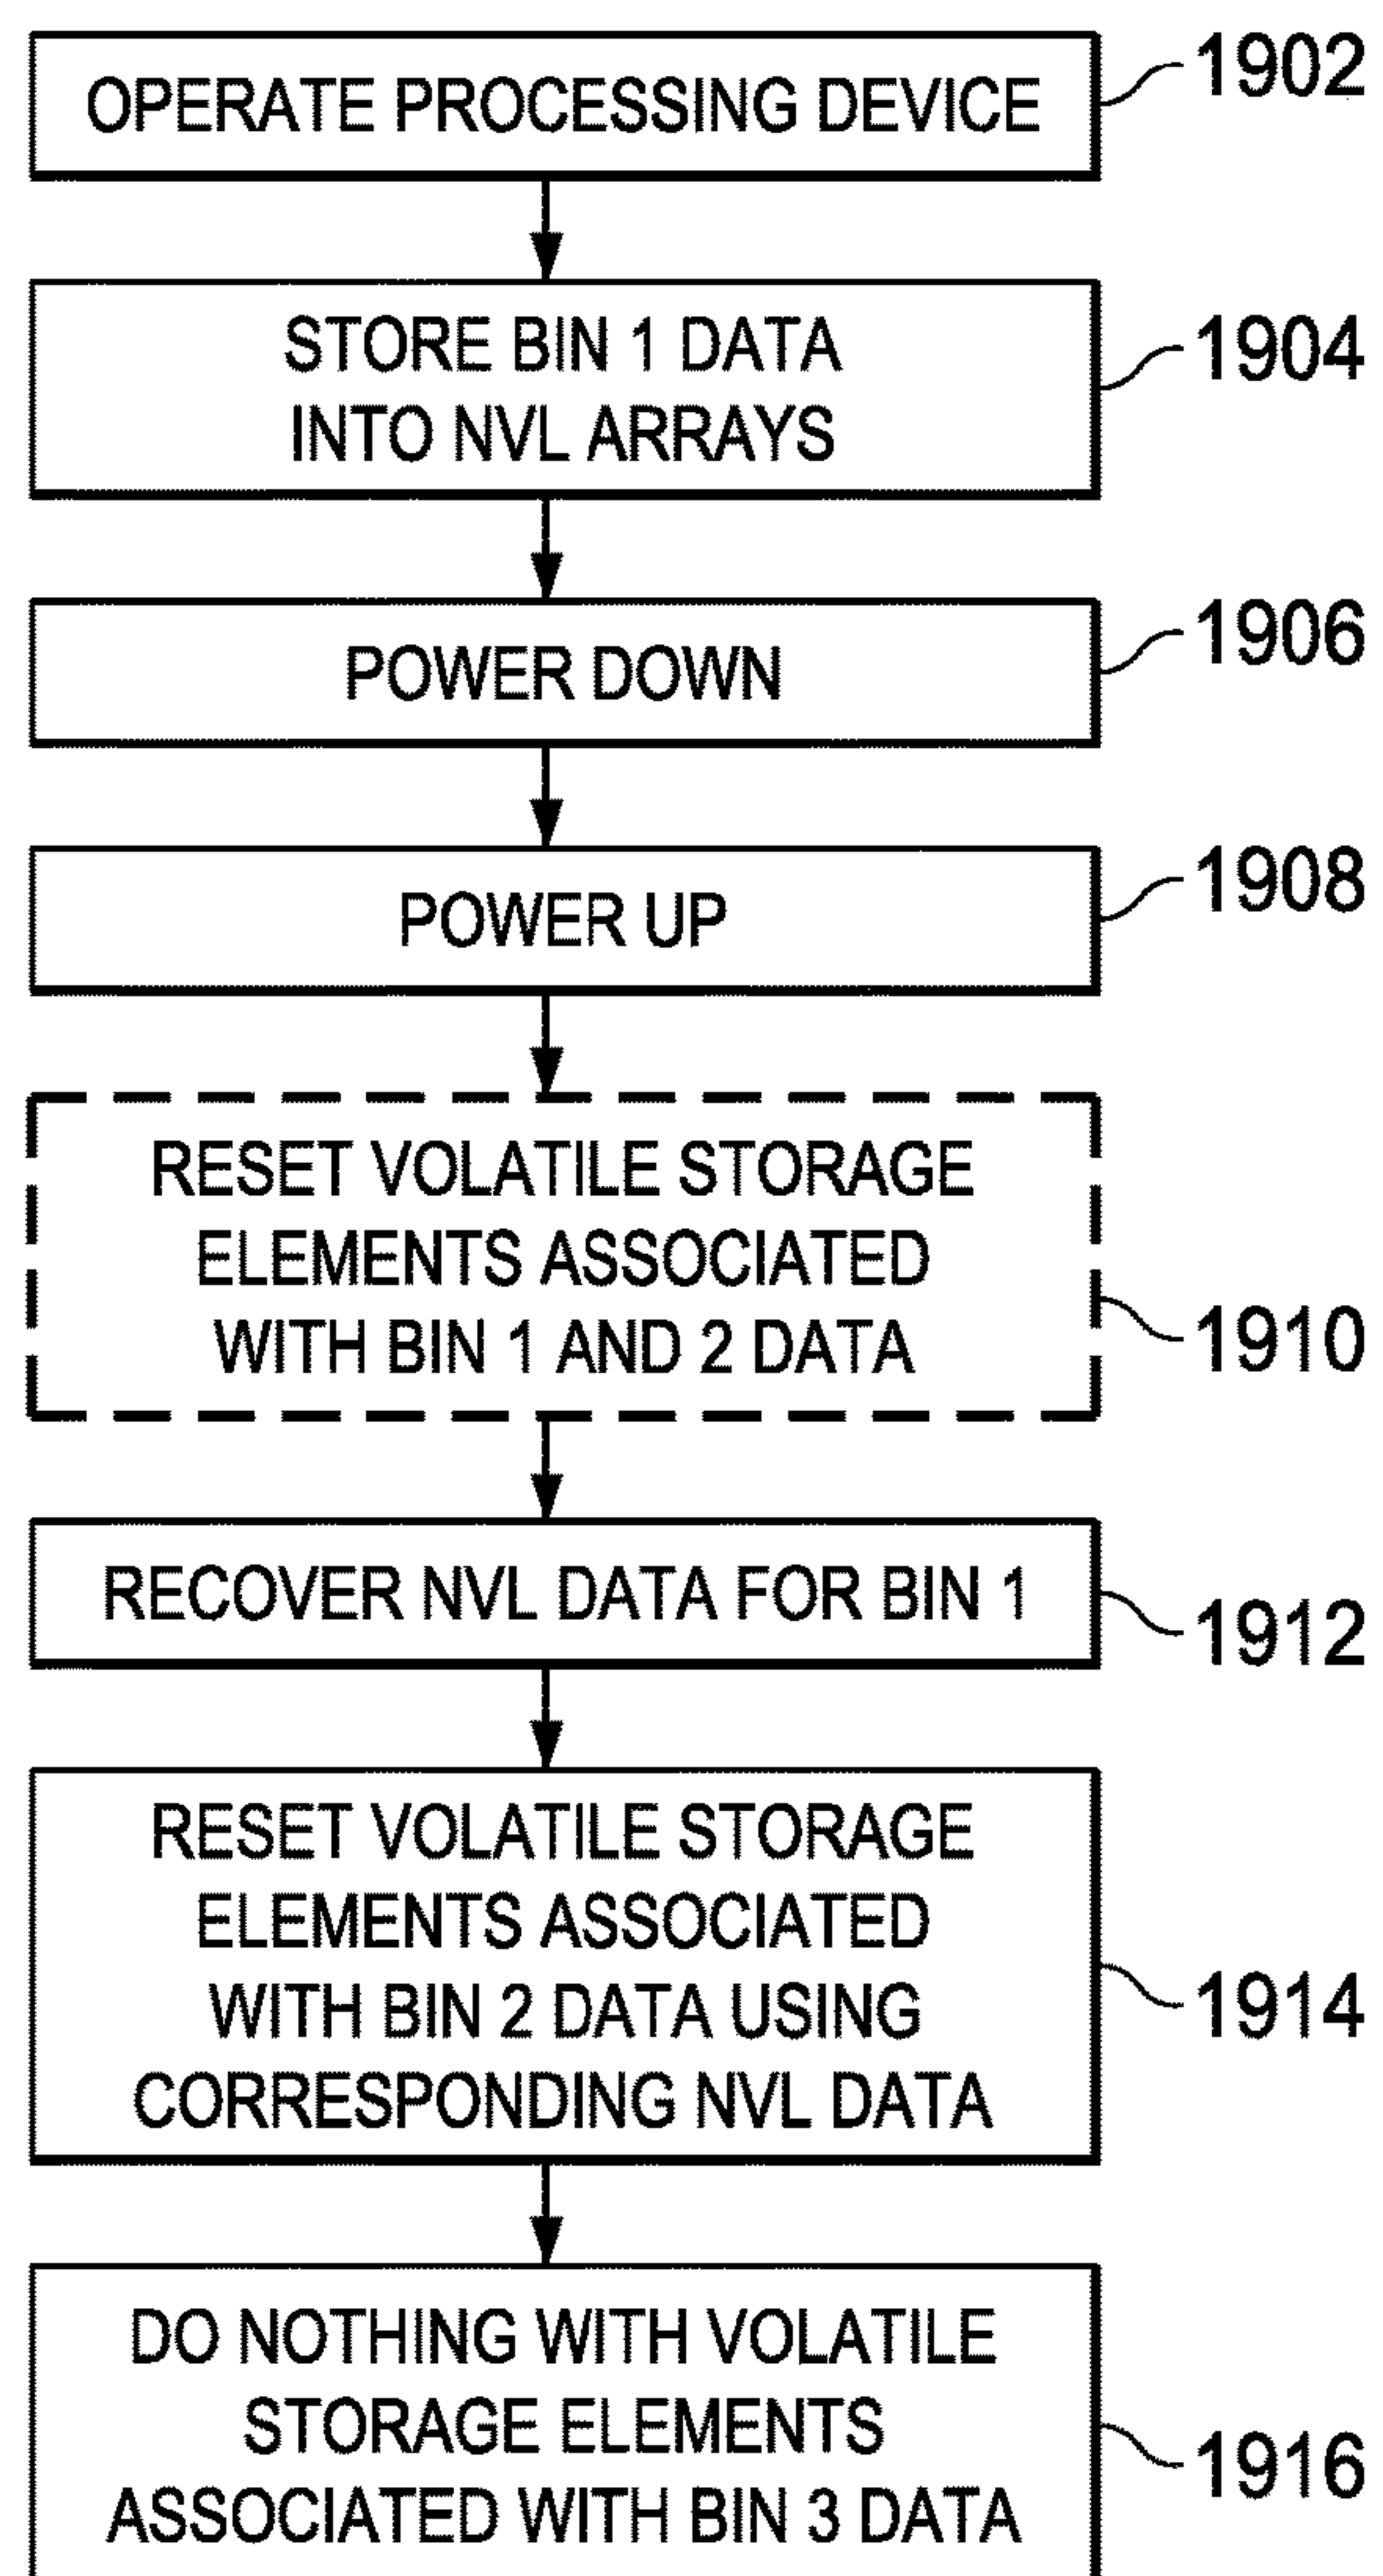 OPERATE PROCESSING DEVICE
1902
STORE BIN 1 DATA
INTO NVL ARRAYS
1904
POWER DOWN
1906
POWER UP
1908
RESET VOLATILE STORAGE
ELEMENTS ASSOCIATED
WITH BIN 1 AND 2 DATA
1910
RECOVER NVL DATA FOR BIN 1
1912
RESET VOLATILE STORAGE
ELEMENTS ASSOCIATED
WITH BIN 2 DATA USING
CORRESPONDING NVL DATA
1914
DO NOTHING WITH VOLATILE
STORAGE ELEMENTS
ASSOCIATED WITH BIN 3 DATA
1916